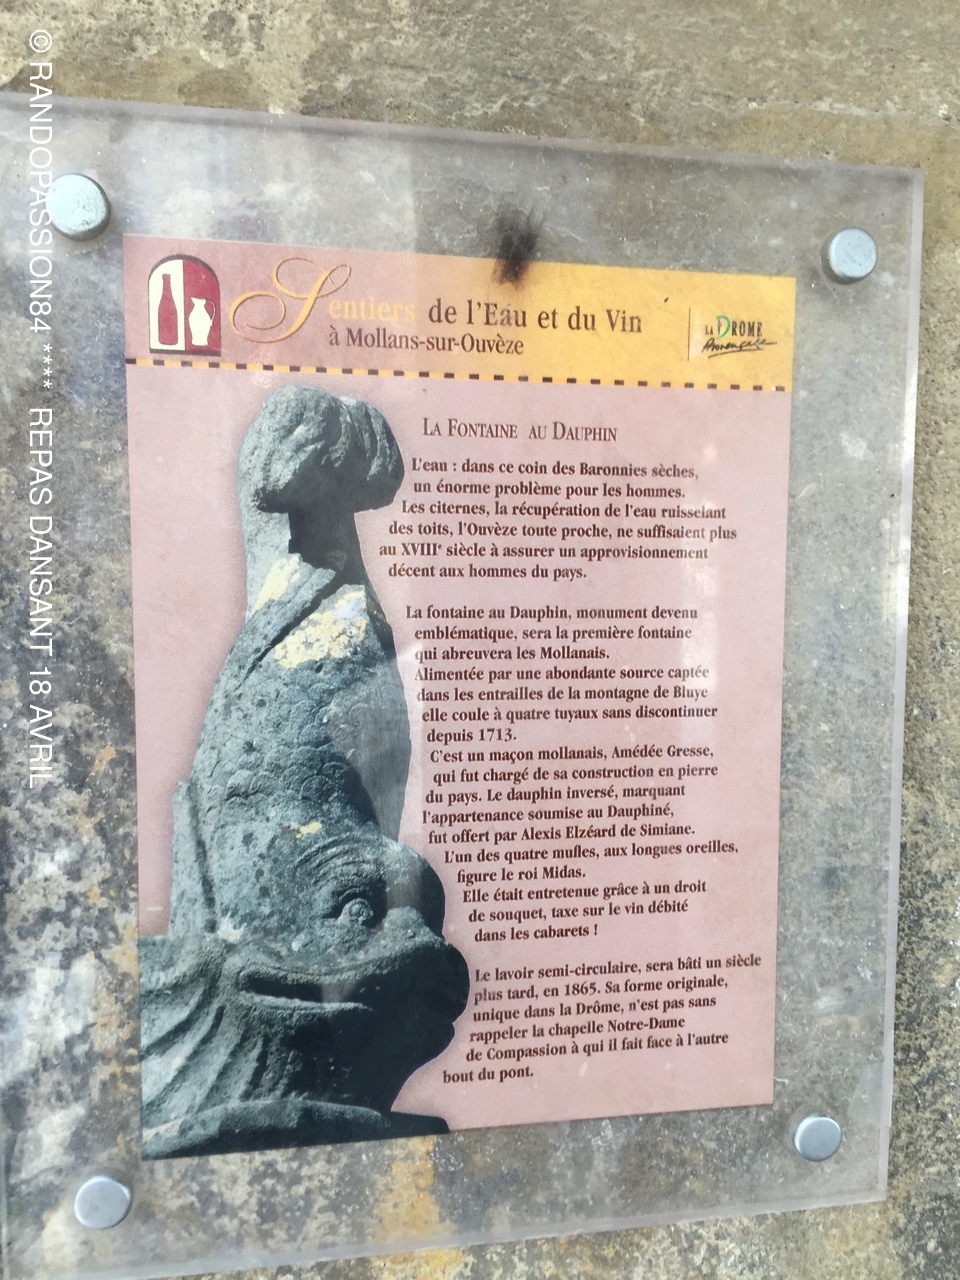 © RANDOPASSION84 **** REPAS DANSANT 18 AVRIL
Sentiers de l'Eau et du Vin
à Mollans-sur-Ouvèze
LA DRÔME
Provençale
LA FONTAINE AU DAUPHIN
L'eau : dans ce coin des Baronnies sèches,
un énorme problème pour les hommes.
Les citernes, la récupération de l'eau ruisselant
des toits, l'Ouvèze toute proche, ne suffisaient plus
au XVIIIe siècle à assurer un approvisionnement
décent aux hommes du pays.
La fontaine au Dauphin, monument devenu
emblématique, sera la première fontaine
qui abreuvera les Mollanais.
Alimentée par une abondante source captée
dans les entrailles de la montagne de Bluye
elle coule à quatre tuyaux sans discontinuer
depuis 1713.
C'est un maçon mollanais, Amédée Gresse,
qui fut chargé de sa construction en pierre
du pays. Le dauphin inversé, marquant
l'appartenance soumise au Dauphiné,
fut offert par Alexis Elzéard de Simiane.
L'un des quatre mufles, aux longues oreilles,
figure le roi Midas.
Elle était entretenue grâce à un droit
de souquet, taxe sur le vin débité
dans les cabarets !
Le lavoir semi-circulaire, sera bâti un siècle
plus tard, en 1865. Sa forme originale,
unique dans la Drôme, n'est pas sans
rappeler la chapelle Notre-Dame
de Compassion à qui il fait face à l'autre
bout du pont.